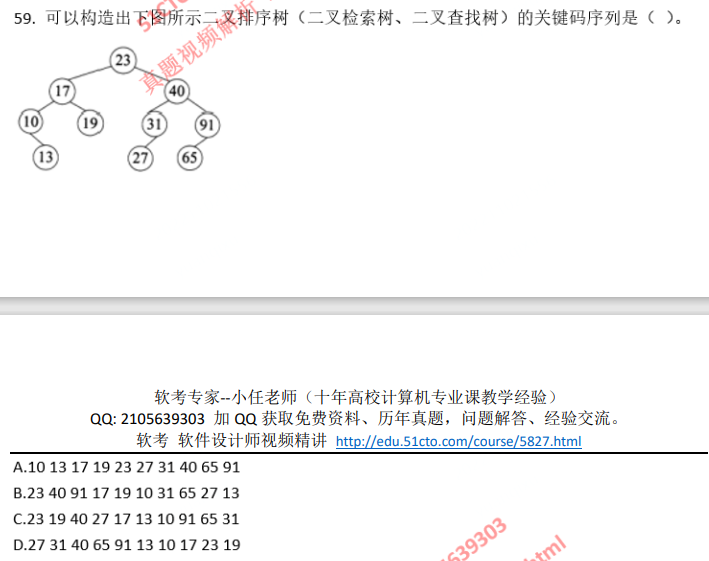 59. 可以构造出下图所示二叉排序树（二叉检索树、二叉查找树）的关键码序列是（ ）。
真题视频解析
23
17
40
10
19
31
91
13
27
65
软考专家--小任老师（十年高校计算机专业课教学经验）
QQ: 2105639303 加 QQ 获取免费资料、历年真题，问题解答、经验交流。
软考 软件设计师视频精讲 http://edu.51cto.com/course/5827.html
A.10 13 17 19 23 27 31 40 65 91
B.23 40 91 17 19 10 31 65 27 13
C.23 19 40 27 17 13 10 91 65 31
D.27 31 40 65 91 13 10 17 23 19
639303
html